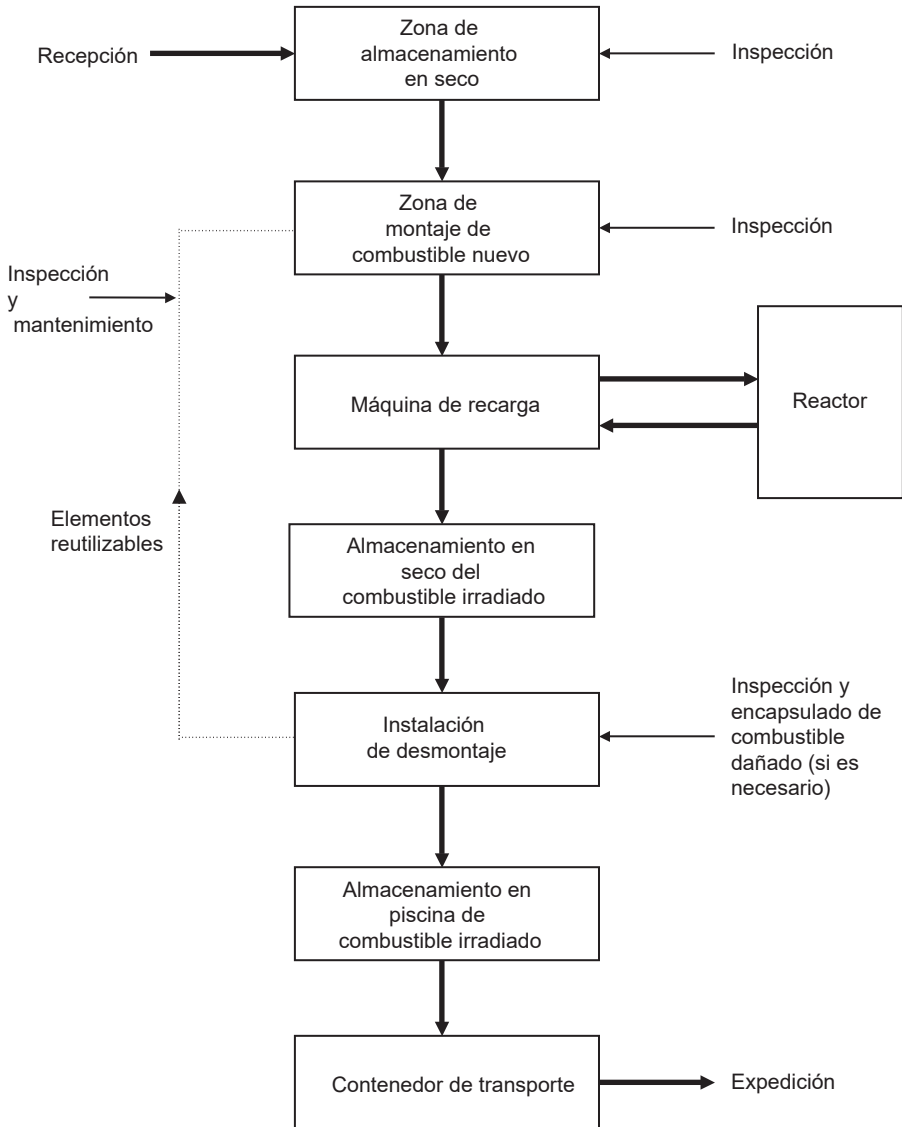 Zona de
almacenamiento
en seco
Recepción
Inspección
Zona de
montaje de
combustible nuevo
Inspección
Inspección
y
mantenimiento
Máquina de recarga
Reactor
Elementos
reutilizables
Almacenamiento en
seco del
combustible irradiado
Instalación
de desmontaje
Inspección y
encapsulado de
combustible
dañado (si es
necesario)
Almacenamiento en
piscina de
combustible irradiado
Contenedor de transporte
Expedición